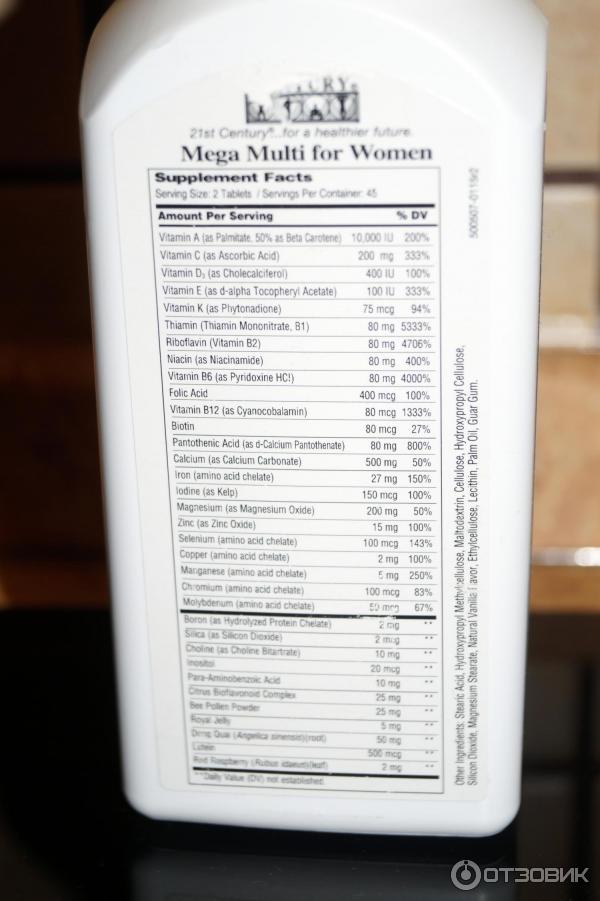 CURY
21st Century®...for a healthier future.
Mega Multi for Women
Supplement Facts
Serving Size: 2 Tablets / Servings Per Container: 45
Amount Per Serving % DV
Vitamin A (as Palmitate, 50% as Beta Carotene) 10,000 IU 200%
Vitamin C (as Ascorbic Acid) 200 mg 333%
Vitamin D3 (as Cholecalciferol) 400 IU 100%
Vitamin E (as d-alpha Tocopheryl Acetate) 100 IU 333%
Vitamin K (as Phytonadione) 75 mcg 94%
Thiamin (Thiamin Mononitrate, B1) 80 mg 5333%
Riboflavin (Vitamin B2) 80 mg 4706%
Niacin (as Niacinamide) 80 mg 400%
Vitamin B6 (as Pyridoxine HCl) 80 mg 4000%
Folic Acid 400 mcg 100%
Vitamin B12 (as Cyanocobalamin) 80 mcg 1333%
Biotin 80 mcg 27%
Pantothenic Acid (as d-Calcium Pantothenate) 80 mg 800%
Calcium (as Calcium Carbonate) 500 mg 50%
Iron (amino acid chelate) 27 mg 150%
Iodine (as Kelp) 150 mcg 100%
Magnesium (as Magnesium Oxide) 200 mg 50%
Zinc (as Zinc Oxide) 15 mg 100%
Selenium (amino acid chelate) 100 mcg 143%
Copper (amino acid chelate) 2 mg 100%
Manganese (amino acid chelate) 5 mg 250%
Chromium (amino acid chelate) 100 mcg 83%
Molybdenum (amino acid chelate) 50 mcg 67%
Boron (as Hydrolyzed Protein Chelate) 2 mg **
Silica (as Silicon Dioxide) 2 mcg **
Choline (as Choline Bitartrate) 10 mg **
Inositol 20 mcg **
Para-Aminobenzoic Acid 10 mg **
Citrus Bioflavonoid Complex 25 mg **
Bee Pollen Powder 25 mg **
Royal Jelly 5 mg **
Dong Quai (Angelica sinensis)(root) 50 mg **
Lutein 500 mcg **
Red Raspberry (Rubus idaeus)(leaf) 2 mg **
**Daily Value (DV) not established.
500507-0119r2
Other Ingredients: Stearic Acid, Hydroxypropyl Methylcellulose, Maltodextrin, Cellulose, Hydroxypropyl Cellulose,
Silicon Dioxide, Magnesium Stearate, Natural Vanilla Flavor, Ethylcellulose, Lecithin, Palm Oil, Guar Gum.
ОТЗОВИК